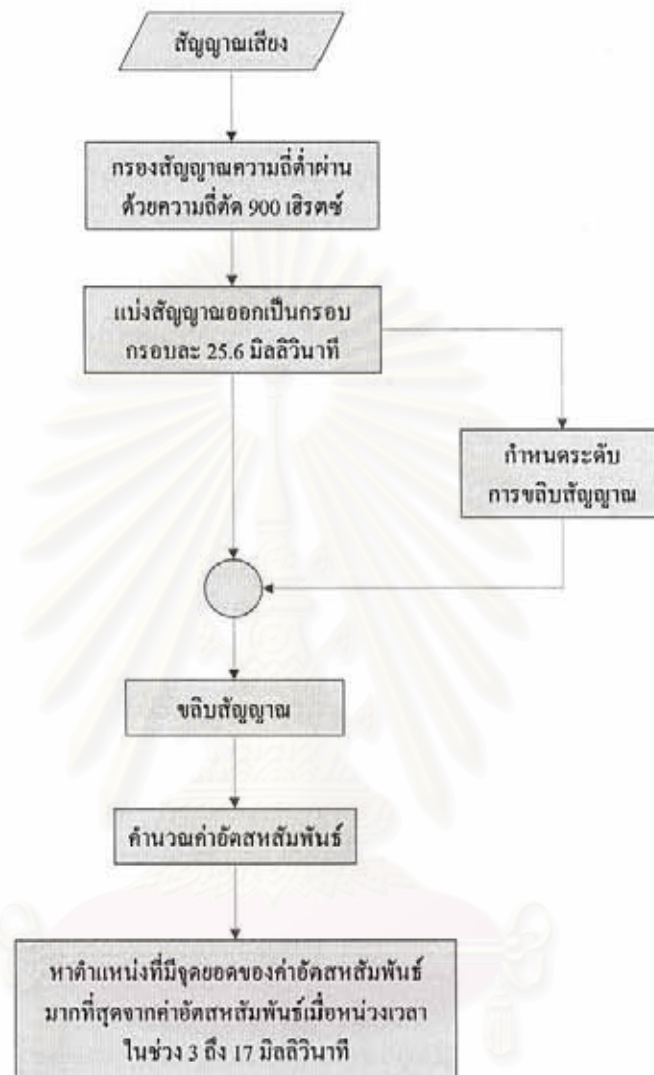 สัญญาณเสียง
กรองสัญญาณความถี่ต่ำผ่าน
ด้วยความถี่ตัด 900 เฮิรตซ์
แบ่งสัญญาณออกเป็นกรอบ
กรอบละ 25.6 มิลลิวินาที
กำหนดระดับ
การขลิบสัญญาณ
ขลิบสัญญาณ
คำนวณค่าอัตสหสัมพันธ์
หาตำแหน่งที่มีจุดยอดของค่าอัตสหสัมพันธ์
มากที่สุดจากค่าอัตสหสัมพันธ์เมื่อหน่วงเวลา
ในช่วง 3 ถึง 17 มิลลิวินาที